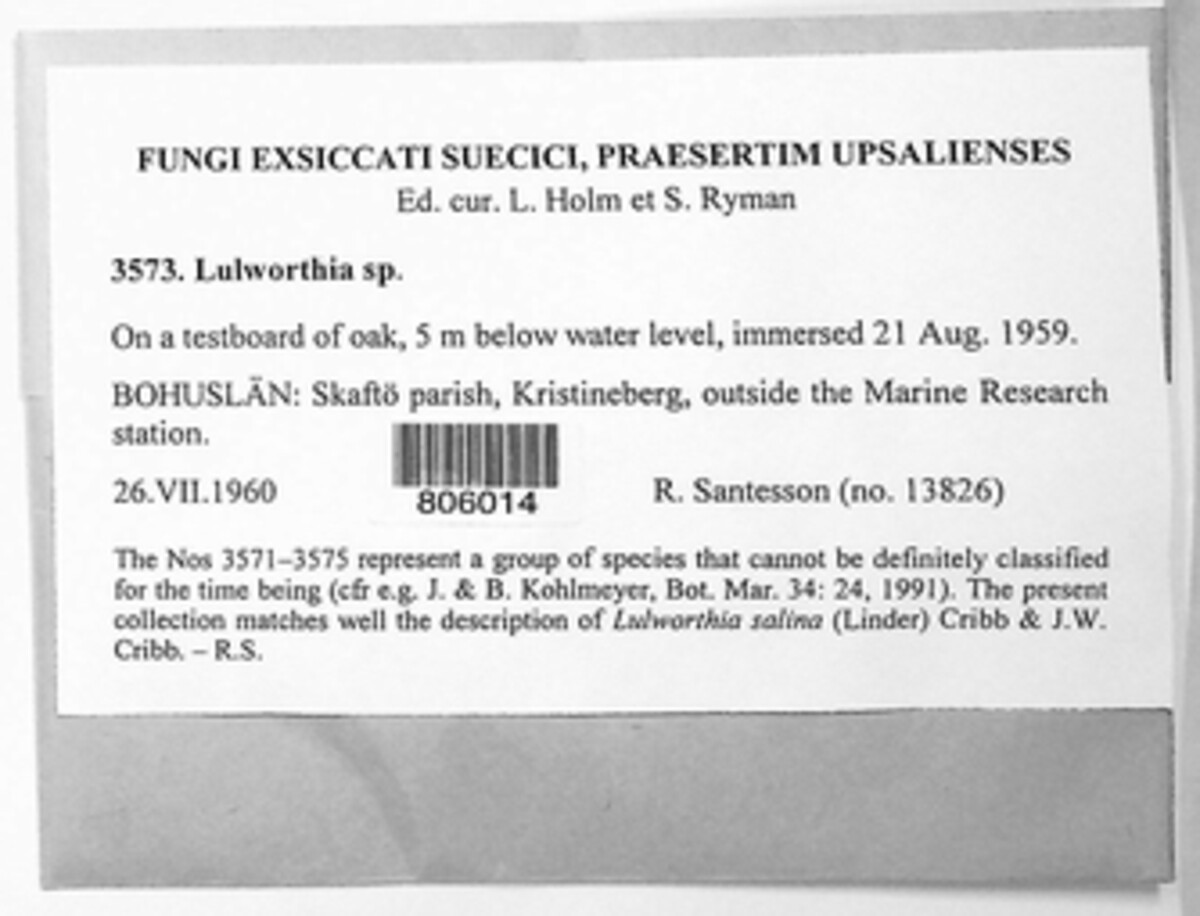 FUNGI EXSICCATI SUECICI, PRAESERTIM UPSALIENSES
Ed. cur. L. Holm et S. Ryman
3573. Lulworthia sp.
On a testboard of oak, 5 m below water level, immersed 21 Aug. 1959.
BOHUSLÄN: Skaftö parish, Kristineberg, outside the Marine Research
station.
26.VII.1960
806014
R. Santesson (no. 13826)
The Nos 3571–3575 represent a group of species that cannot be definitely classified
for the time being (cfr e.g. J. & B. Kohlmeyer, Bot. Mar. 34: 24, 1991). The present
collection matches well the description of Lulworthia salina (Linder) Cribb & J.W.
Cribb. – R.S.